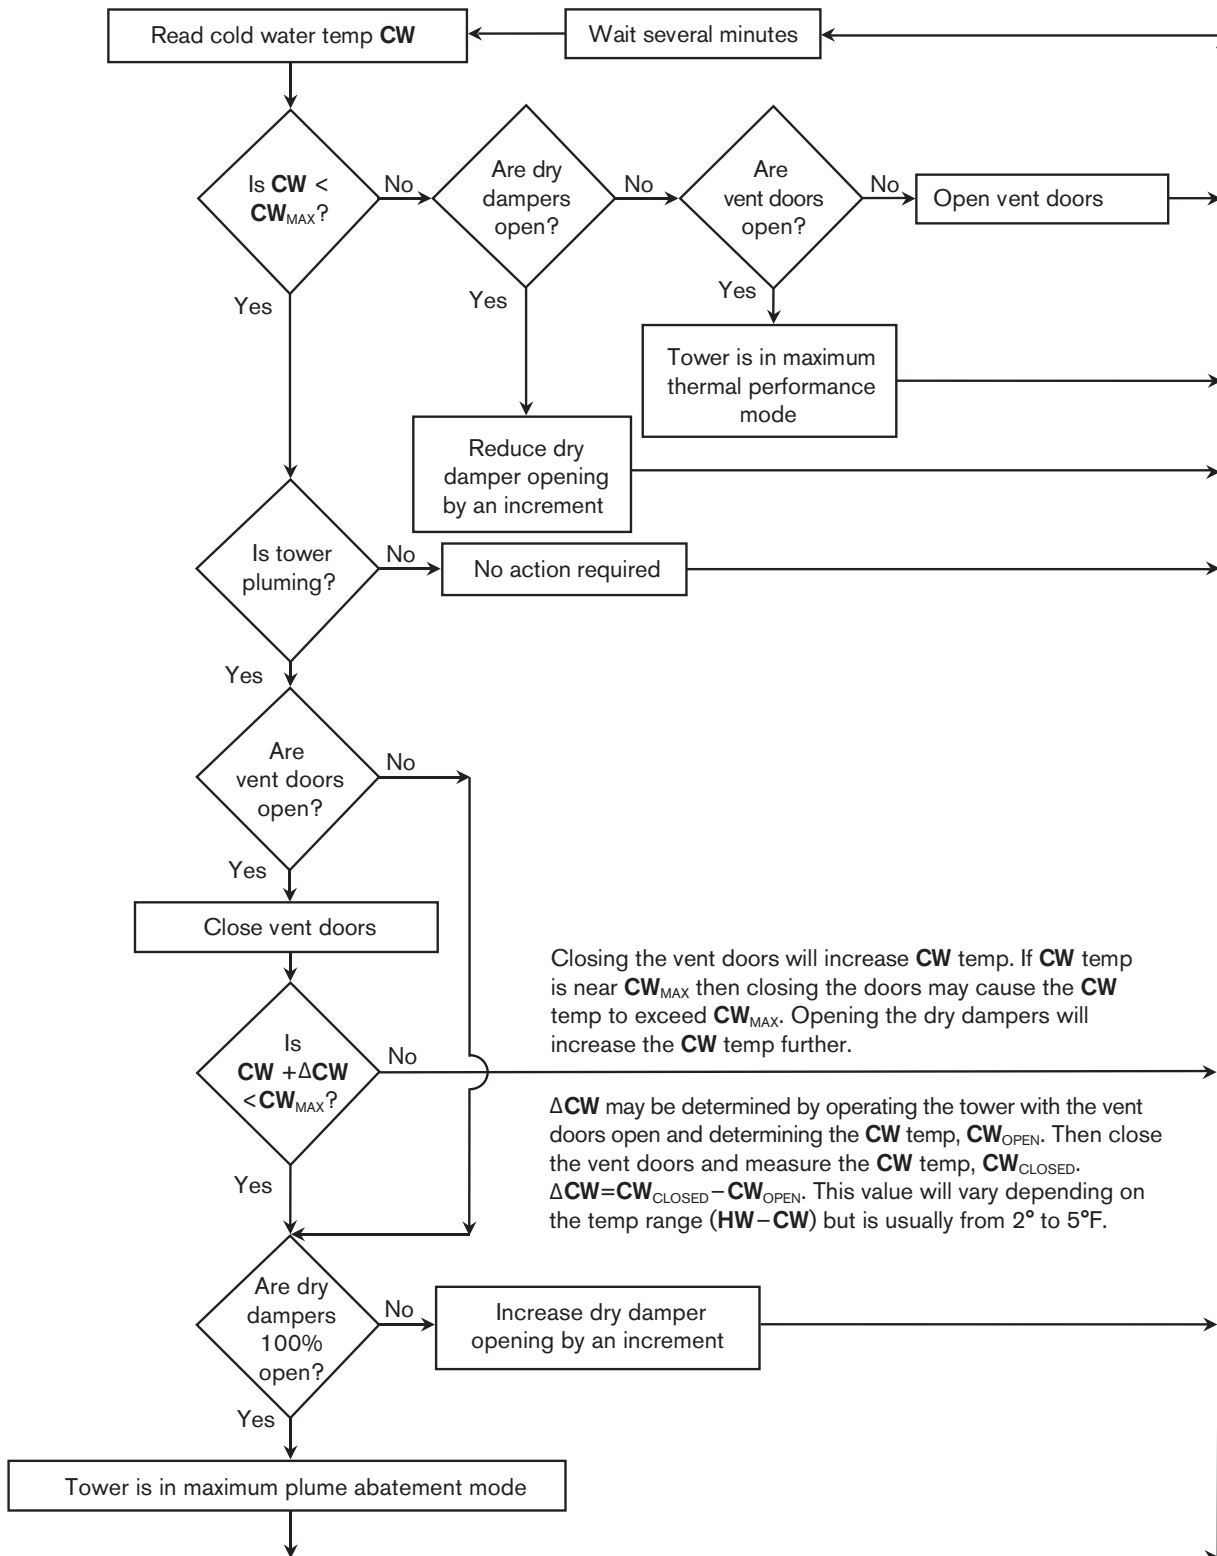 Read cold water temp CW
Wait several minutes
Is CW <
CWMAX?
No
Are dry
dampers
open?
No
Are
vent doors
open?
No
Open vent doors
Yes
Yes
Yes
Tower is in maximum
thermal performance
mode
Reduce dry
damper opening
by an increment
Is tower
pluming?
No
No action required
Yes
Are
vent doors
open?
No
Yes
Close vent doors
Closing the vent doors will increase CW temp. If CW temp
is near CWMAX then closing the doors may cause the CW
temp to exceed CWMAX. Opening the dry dampers will
increase the CW temp further.
Is
CW +ΔCW
<CWMAX?
No
ΔCW may be determined by operating the tower with the vent
doors open and determining the CW temp, CWOPEN. Then close
the vent doors and measure the CW temp, CWCLOSED.
ΔCW=CWCLOSED–CWOPEN. This value will vary depending on
the temp range (HW–CW) but is usually from 2° to 5°F.
Yes
Are dry
dampers
100%
open?
No
Increase dry damper
opening by an increment
Yes
Tower is in maximum plume abatement mode